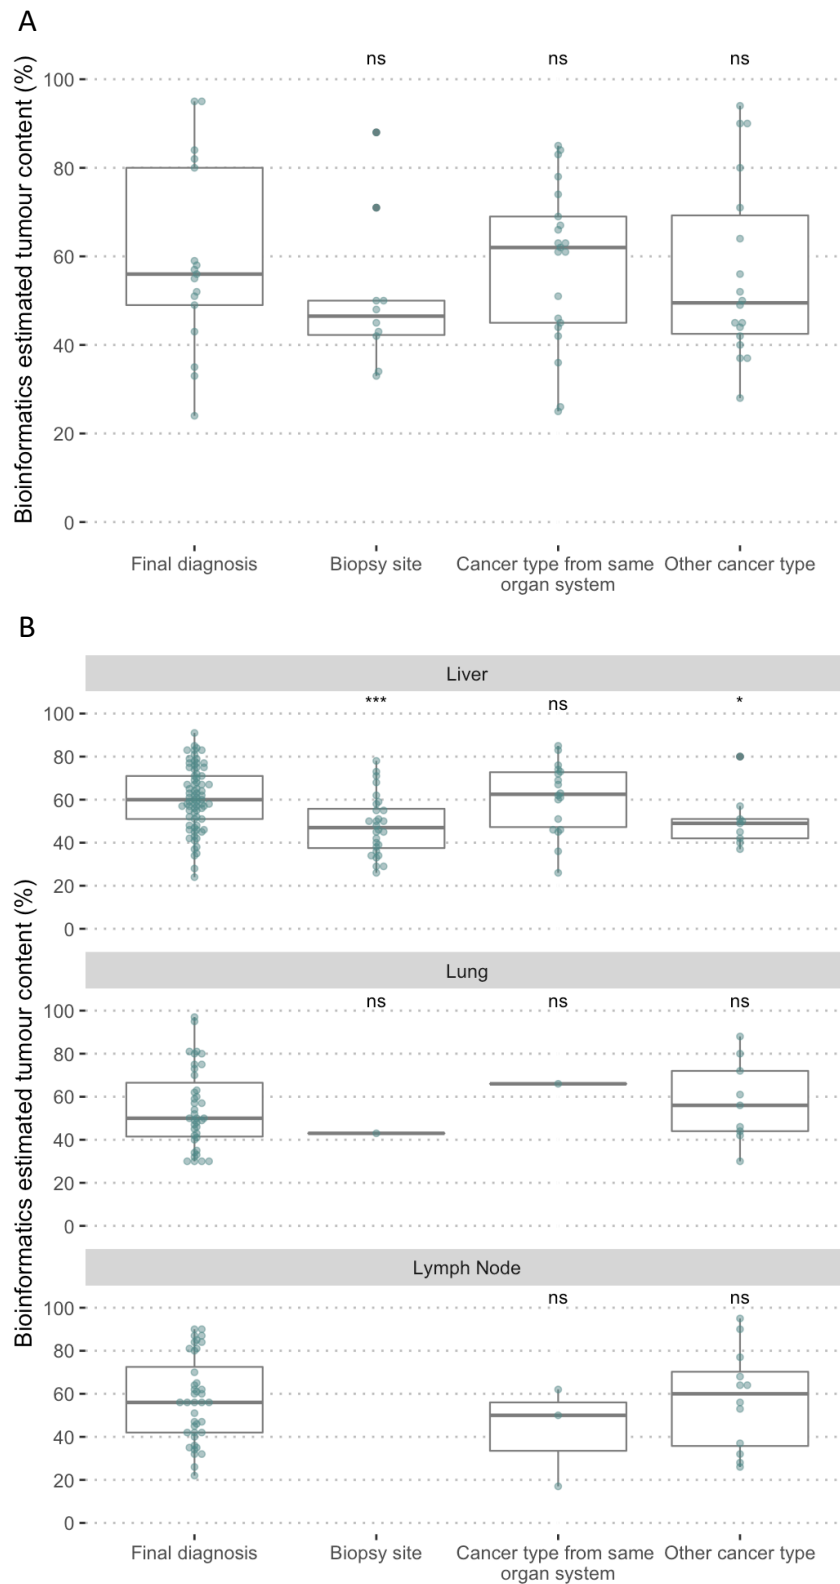 A
ns ns ns
Bioinformatics estimated tumour content (%)
100
80
60
40
20
0
Final diagnosis Biopsy site Cancer type from same Other cancer type
organ system
B
Liver
*** ns *
100
80
60
40
20
0
Bioinformatics estimated tumour content (%)
Lung
ns ns ns
100
80
60
40
20
0
Lymph Node
ns ns
100
80
60
40
20
0
Final diagnosis Biopsy site Cancer type from same Other cancer type
organ system